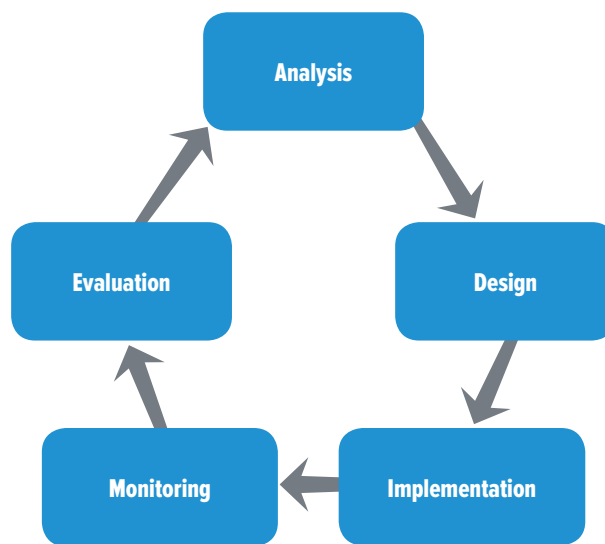 Analysis
Evaluation
Design
Monitoring
Implementation